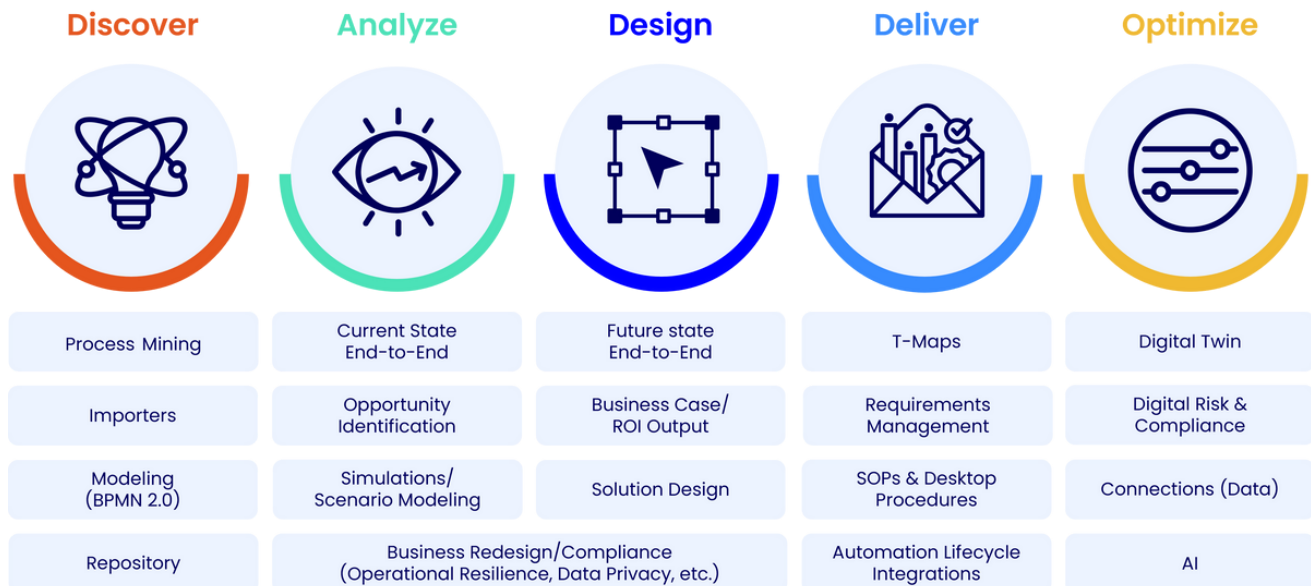 Discover
Analyze
Design
Deliver
Optimize
Process Mining
Current State
End-to-End
Future state
End-to-End
T-Maps
Digital Twin
Importers
Opportunity
Identification
Business Case/
ROI Output
Requirements
Management
Digital Risk &
Compliance
Modeling
(BPMN 2.0)
Simulations/
Scenario Modeling
Solution Design
SOPs & Desktop
Procedures
Connections (Data)
Repository
Business Redesign/Compliance
(Operational Resilience, Data Privacy, etc.)
Automation Lifecycle
Integrations
AI